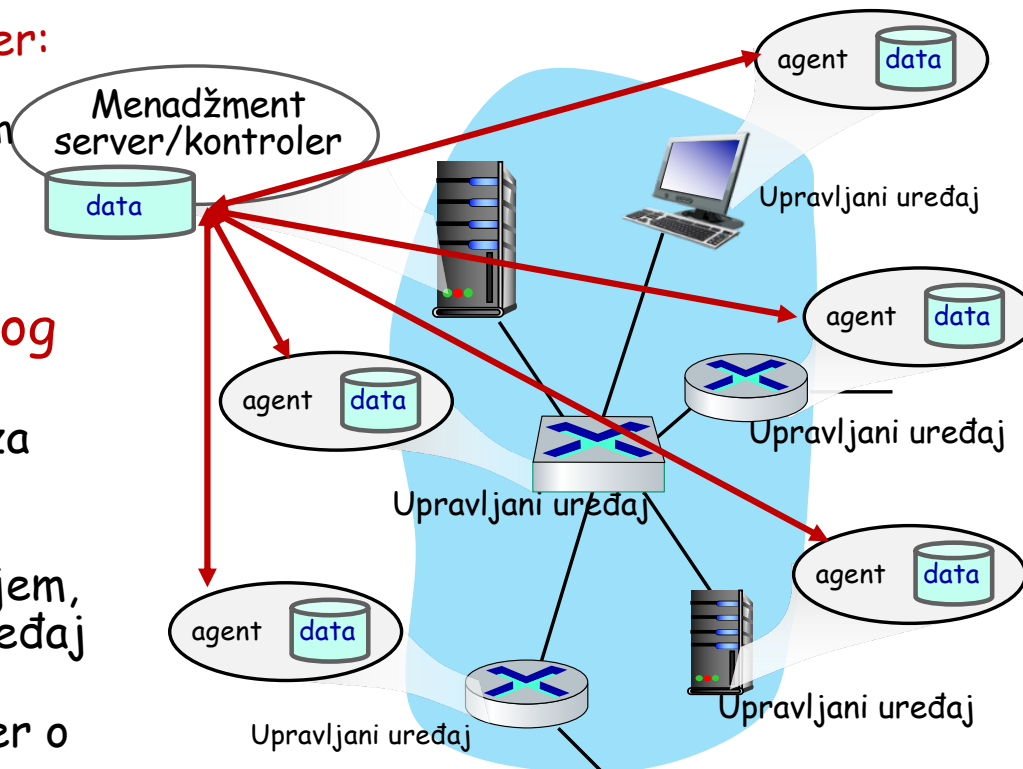 er:
Menadžment
server/kontroler
data
agent data
Upravljani uređaj
og
agent data
Upravljani uređaj
za
agent data
Upravljani uređaj
jem,
eđaj
agent data
Upravljani uređaj
er o
agent data
Upravljani uređaj